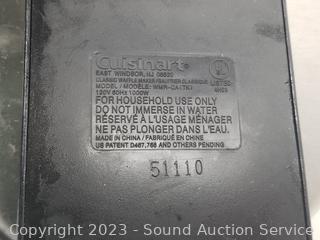 Cuisinart
EAST WINDSOR, NJ 08520
CLASSIC WAFFLE MAKER/GAUFRIER CLASSIQUE
MODEL / MODÈLE: WMR-CA(TK)
120V 60Hz 1000W
LISTED
FOR HOUSEHOLD USE ONLY
DO NOT IMMERSE IN WATER
RÉSERVÉ À L'USAGE MÉNAGER
NE PAS PLONGER DANS L'EAU.
MADE IN CHINA / FABRIQUÉ EN CHINE
US PATENT D467,766 AND OTHERS PENDING
51110
Copyright 2023 - Sound Auction Service